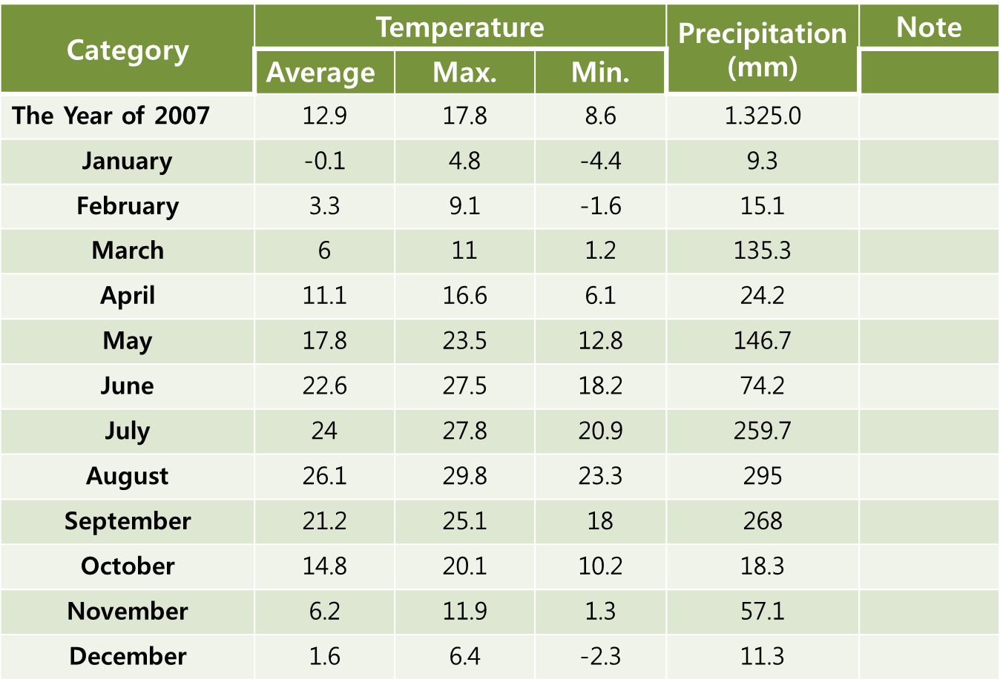 Category Temperature Precipitation (mm) Note
Average Max. Min.
The Year of 2007 12.9 17.8 8.6 1.325.0
January -0.1 4.8 -4.4 9.3
February 3.3 9.1 -1.6 15.1
March 6 11 1.2 135.3
April 11.1 16.6 6.1 24.2
May 17.8 23.5 12.8 146.7
June 22.6 27.5 18.2 74.2
July 24 27.8 20.9 259.7
August 26.1 29.8 23.3 295
September 21.2 25.1 18 268
October 14.8 20.1 10.2 18.3
November 6.2 11.9 1.3 57.1
December 1.6 6.4 -2.3 11.3